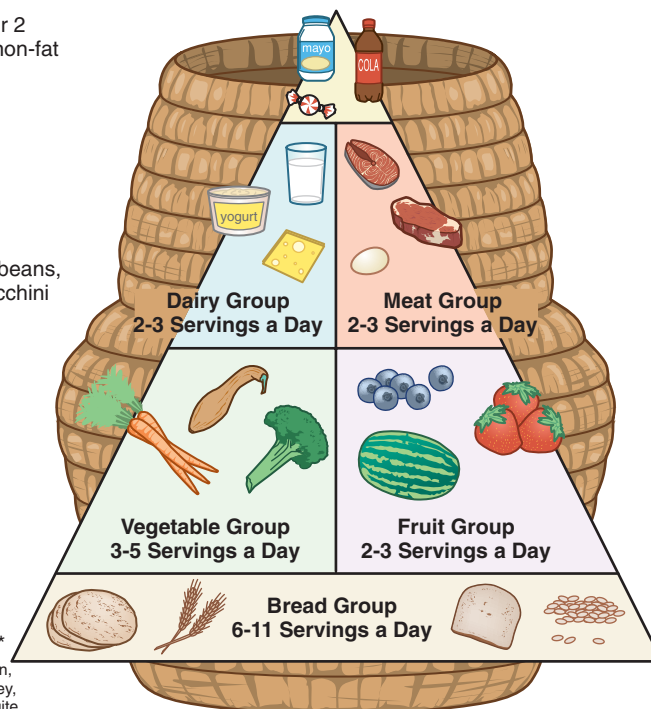 r 2
non-fat
mayo
COLA
yogurt
beans,
cchini
Dairy Group
2-3 Servings a Day
Meat Group
2-3 Servings a Day
Vegetable Group
3-5 Servings a Day
Fruit Group
2-3 Servings a Day
Bread Group
6-11 Servings a Day
*
n,
ey,